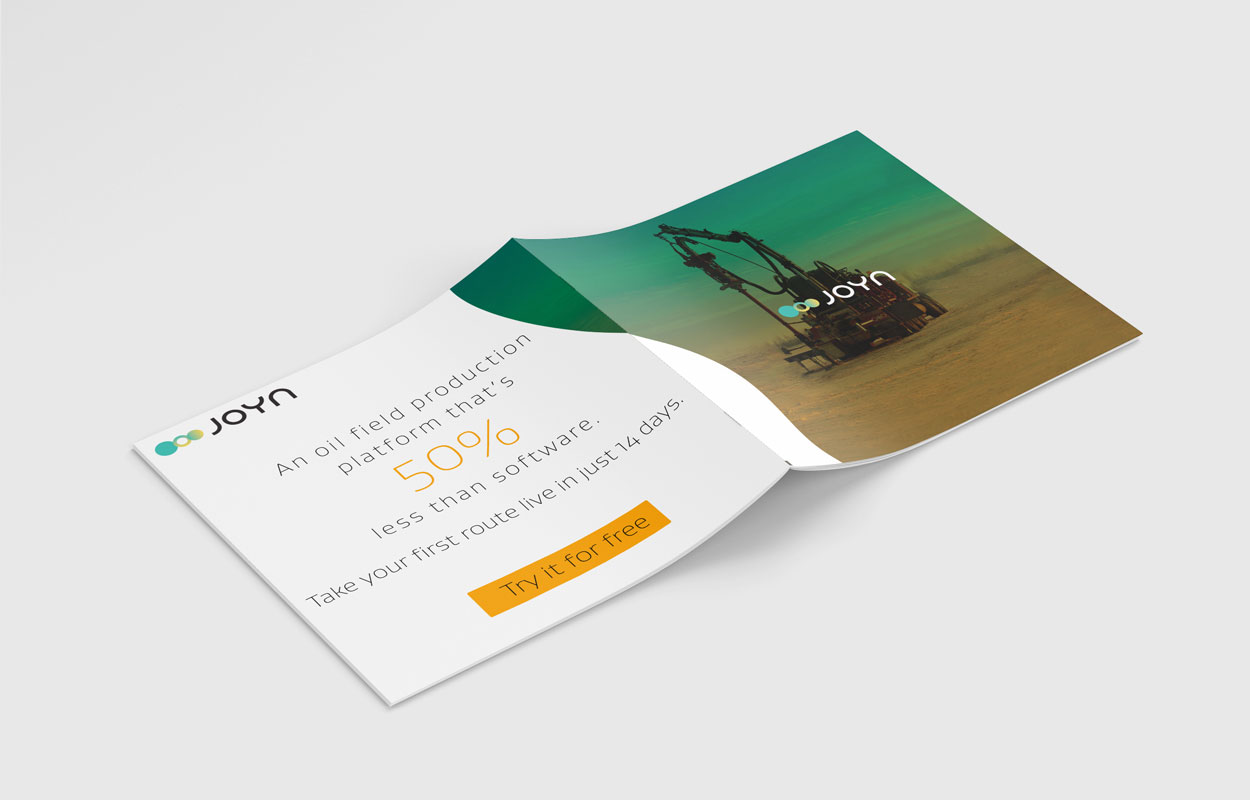 JOYN
An oil field production
platform that's
50%
less than software.
Take your first route live in just 14 days.
Try it for free
JOYN